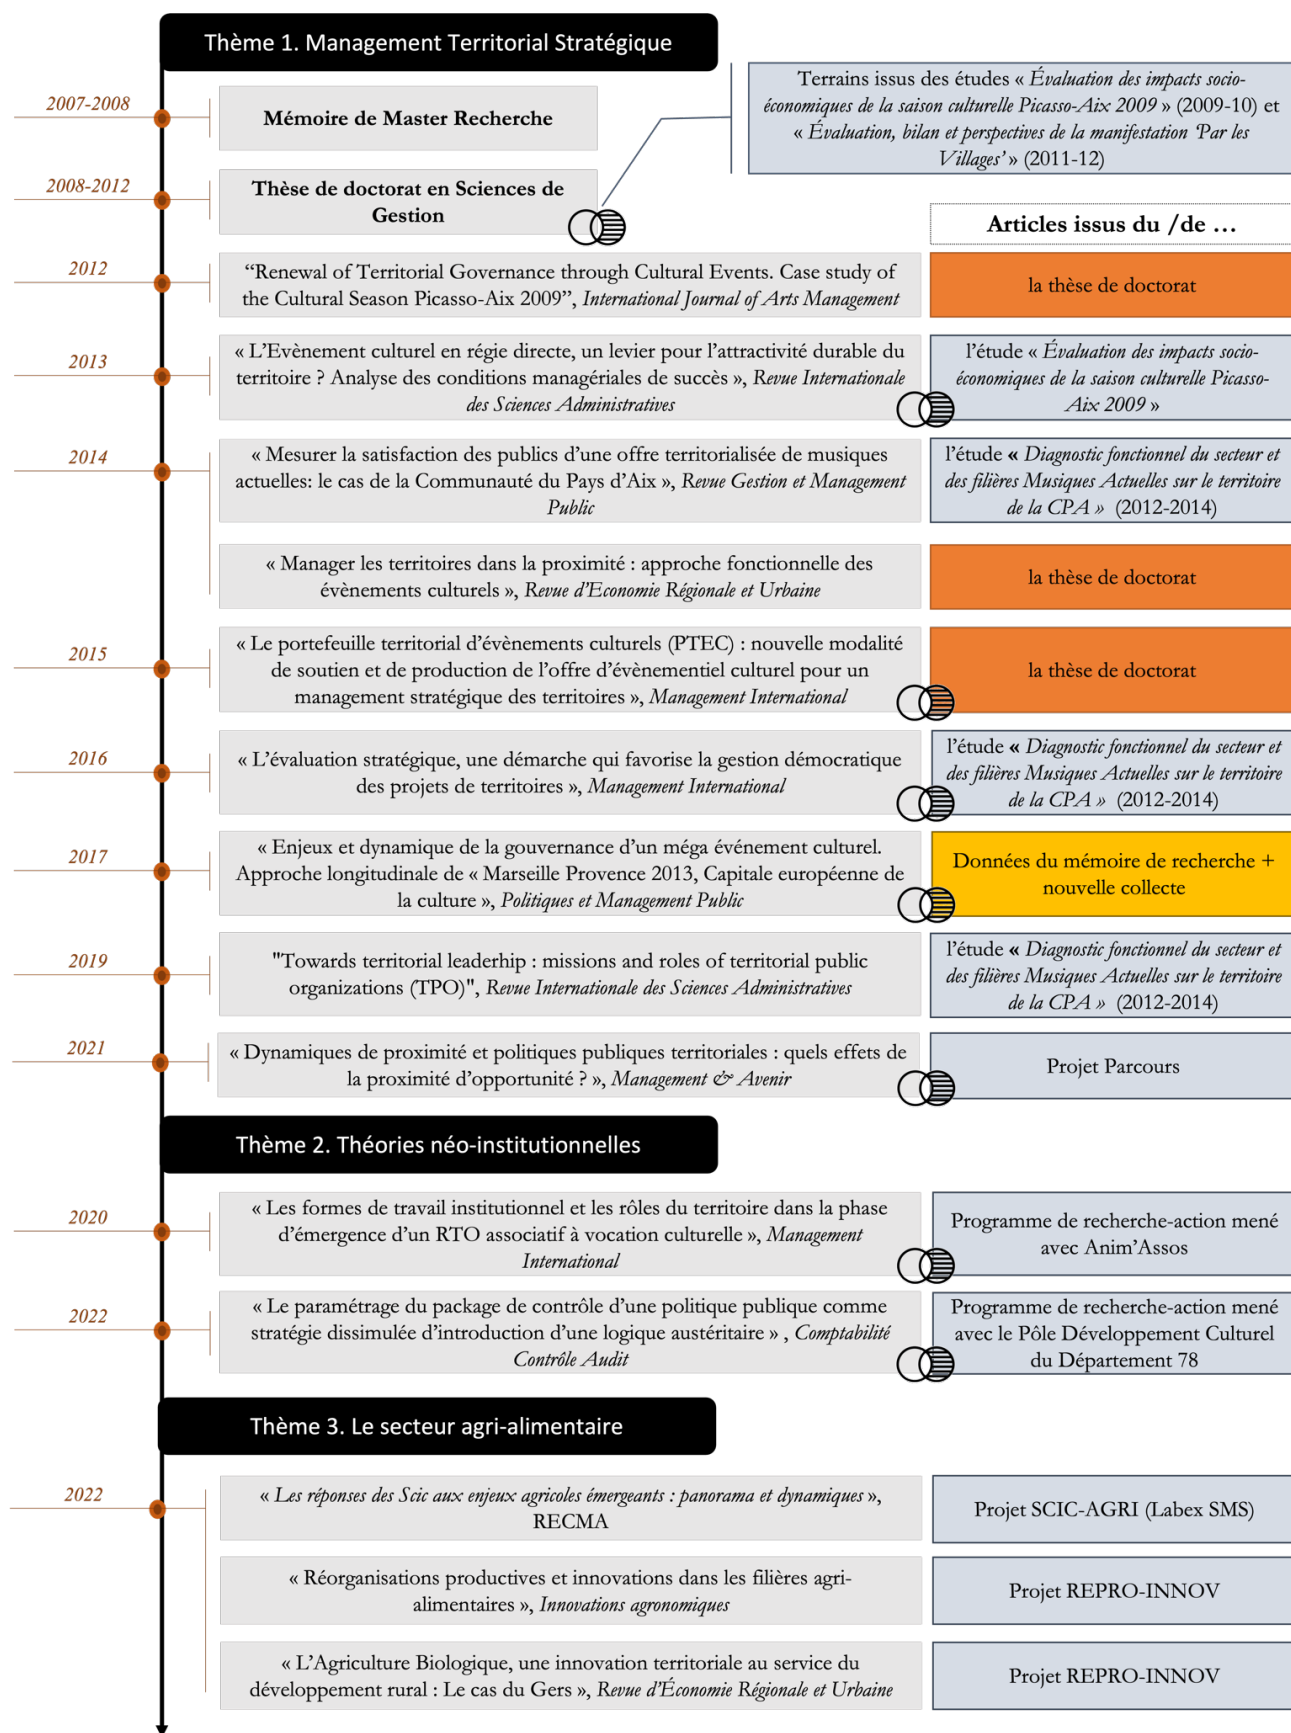 Thème 1. Management Territorial Stratégique
Terrains issus des études « Évaluation des impacts socio-
économiques de la saison culturelle Picasso-Aix 2009 » (2009-10) et
« Évaluation, bilan et perspectives de la manifestation ‘Par les
Villages’ » (2011-12)
2007-2008
Mémoire de Master Recherche
2008-2012
Thèse de doctorat en Sciences de
Gestion
Articles issus du /de …
2012
“Renewal of Territorial Governance through Cultural Events. Case study of
the Cultural Season Picasso-Aix 2009”, International Journal of Arts Management
la thèse de doctorat
2013
« L’Evènement culturel en régie directe, un levier pour l’attractivité durable du
territoire ? Analyse des conditions managériales de succès », Revue Internationale
des Sciences Administratives
l’étude « Évaluation des impacts socio-
économiques de la saison culturelle Picasso-
Aix 2009 »
2014
« Mesurer la satisfaction des publics d’une offre territorialisée de musiques
actuelles: le cas de la Communauté du Pays d’Aix », Revue Gestion et Management
Public
l’étude « Diagnostic fonctionnel du secteur et
des filières Musiques Actuelles sur le territoire
de la CPA » (2012-2014)
« Manager les territoires dans la proximité : approche fonctionnelle des
évènements culturels », Revue d’Economie Régionale et Urbaine
la thèse de doctorat
2015
« Le portefeuille territorial d’évènements culturels (PTEC) : nouvelle modalité
de soutien et de production de l’offre d’évènementiel culturel pour un
management stratégique des territoires », Management International
la thèse de doctorat
2016
« L’évaluation stratégique, une démarche qui favorise la gestion démocratique
des projets de territoires », Management International
l’étude « Diagnostic fonctionnel du secteur et
des filières Musiques Actuelles sur le territoire
de la CPA » (2012-2014)
2017
« Enjeux et dynamique de la gouvernance d’un méga événement culturel.
Approche longitudinale de « Marseille Provence 2013, Capitale européenne de
la culture », Politiques et Management Public
Données du mémoire de recherche +
nouvelle collecte
2019
"Towards territorial leaderhip : missions and roles of territorial public
organizations (TPO)", Revue Internationale des Sciences Administratives
l’étude « Diagnostic fonctionnel du secteur et
des filières Musiques Actuelles sur le territoire
de la CPA » (2012-2014)
2021
« Dynamiques de proximité et politiques publiques territoriales : quels effets de
la proximité d’opportunité ? », Management & Avenir
Projet Parcours
Thème 2. Théories néo-institutionnelles
2020
« Les formes de travail institutionnel et les rôles du territoire dans la phase
d’émergence d’un RTO associatif à vocation culturelle », Management
International
Programme de recherche-action mené
avec Anim’Assos
2022
« Le paramétrage du package de contrôle d’une politique publique comme
stratégie dissimulée d’introduction d’une logique austéritaire » , Comptabilité
Contrôle Audit
Programme de recherche-action mené
avec le Pôle Développement Culturel
du Département 78
Thème 3. Le secteur agri-alimentaire
2022
« Les réponses des Scic aux enjeux agricoles émergeants : panorama et dynamiques »,
RECMA
Projet SCIC-AGRI (Labex SMS)
« Réorganisations productives et innovations dans les filières agri-
alimentaires », Innovations agronomiques
Projet REPRO-INNOV
« L’Agriculture Biologique, une innovation territoriale au service du
développement rural : Le cas du Gers », Revue d’Économie Régionale et Urbaine
Projet REPRO-INNOV